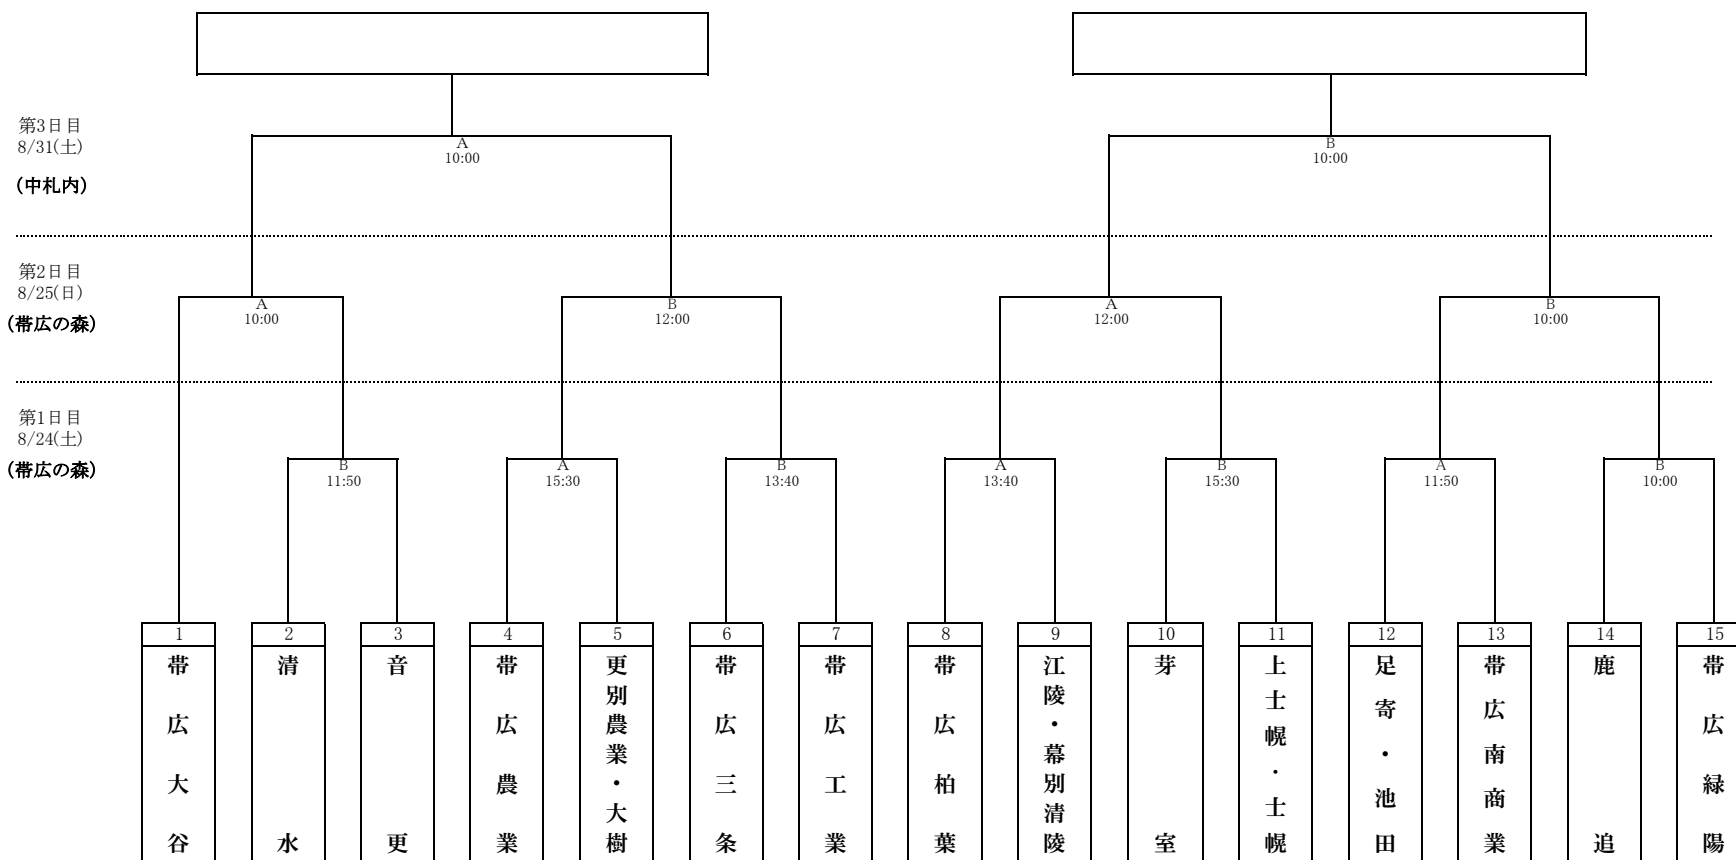 第3日目
8/31(土)
(中札内)
A
10:00
B
10:00
第2日目
8/25(日)
(帯広の森)
A
10:00
B
12:00
A
12:00
B
10:00
第1日目
8/24(土)
(帯広の森)
B
11:50
A
15:30
B
13:40
A
13:40
B
15:30
A
11:50
B
10:00
1
帯広大谷
2
清水
3
音更
4
帯広農業
5
更別農業・大樹
6
帯広三条
7
帯広工業
8
帯広柏葉
9
江陵・幕別清陵
10
芽室
11
上士幌・士幌
12
足寄・池田
13
帯広南商業
14
鹿追
15
帯広緑陽